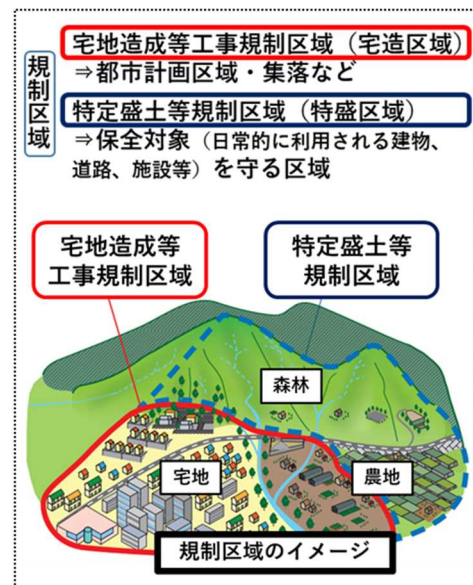 規制区域
宅地造成等工事規制区域（宅造区域）
⇒都市計画区域・集落など
特定盛土等規制区域（特盛区域）
⇒保全対象（日常的に利用される建物、
道路、施設等）を守る区域
宅地造成等
工事規制区域
特定盛土等
規制区域
森林
宅地
農地
規制区域のイメージ